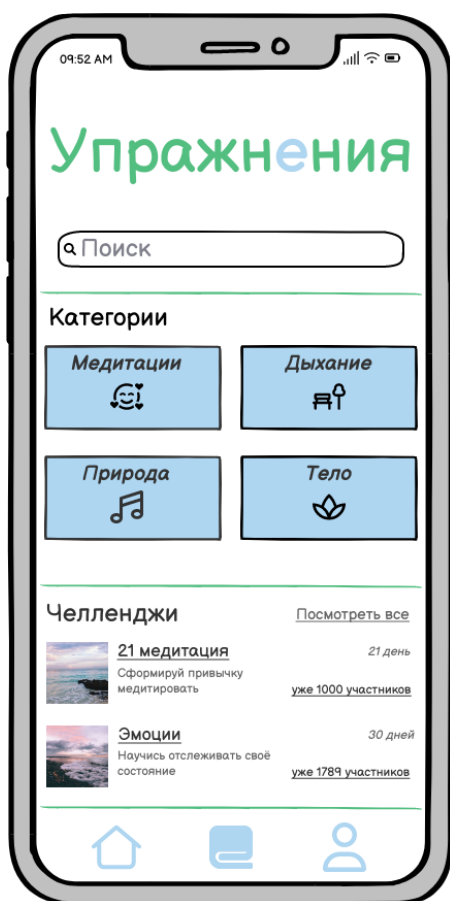 09:52 AM
Упражнения
Поиск
Категории
Медитации
Дыхание
Природа
Тело
Челленджи
Посмотреть все
21 медитация
21 день
Сформируй привычку
медитировать
уже 1000 участников
Эмоции
30 дней
Научись отслеживать своё
состояние
уже 1789 участников